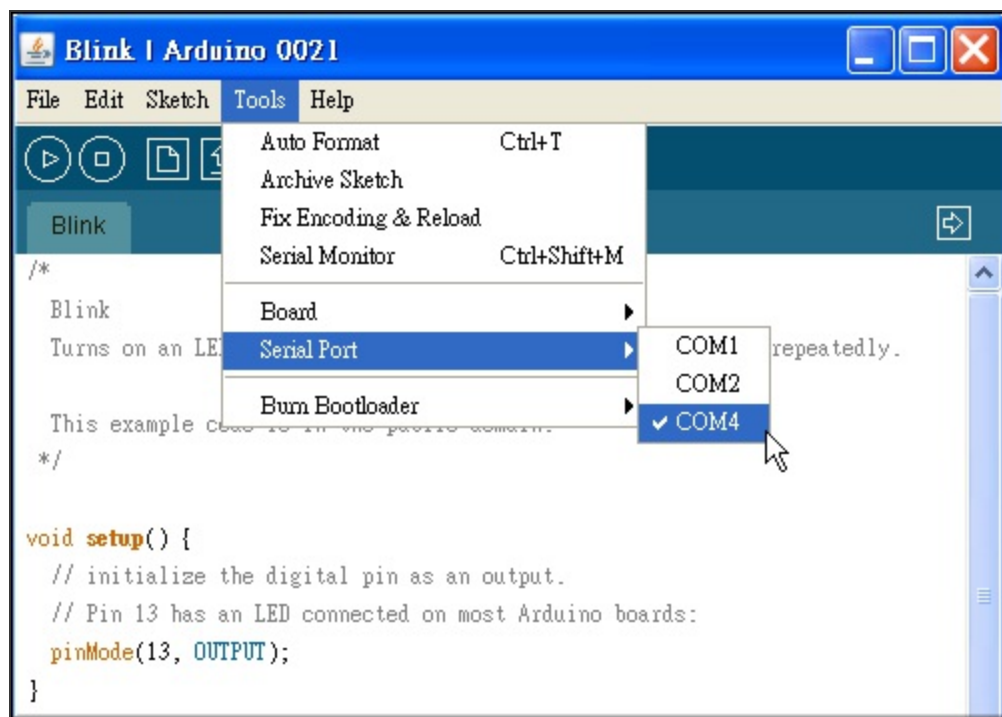 Blink | Arduino 0021
File Edit Sketch Tools Help
Auto Format Ctrl+T
Archive Sketch
Fix Encoding & Reload
Serial Monitor Ctrl+Shift+M
Board
Serial Port
Burn Bootloader
COM1
COM2
COM4
Blink
/*
Blink
Turns on an LE repeatedly.
This example
*/
void setup() {
// initialize the digital pin as an output.
// Pin 13 has an LED connected on most Arduino boards:
pinMode(13, OUTPUT);
}